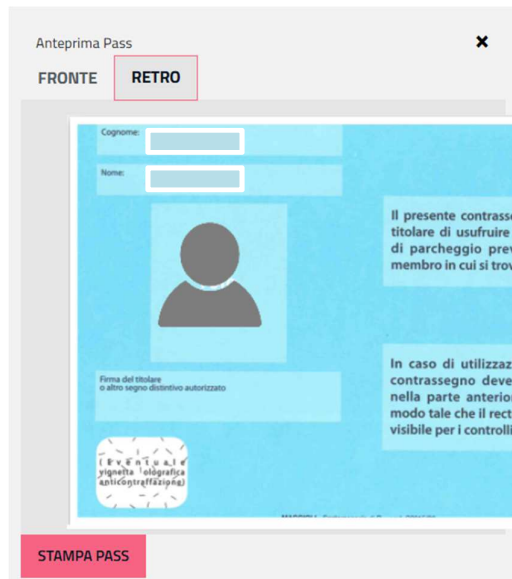 Anteprima Pass
FRONTE RETRO
Cognome:
Nome:
Il presente contrass
titolare di usufruire
di parcheggio prev
membro in cui si trov
Firma del titolare
o altro segno distintivo autorizzato
In caso di utilizzaz
contrassegno deve
nella parte anterior
modo tale che il rect
visibile per i controlli
(Eventuale
vignetta olografica
anticontraffazione)
STAMPA PASS